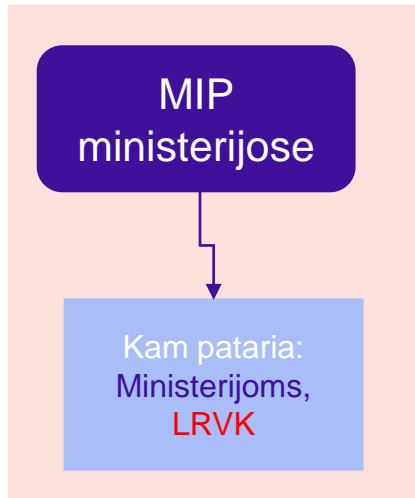 MIP
ministerijose
Kam pataria:
Ministerijoms,
LRVK